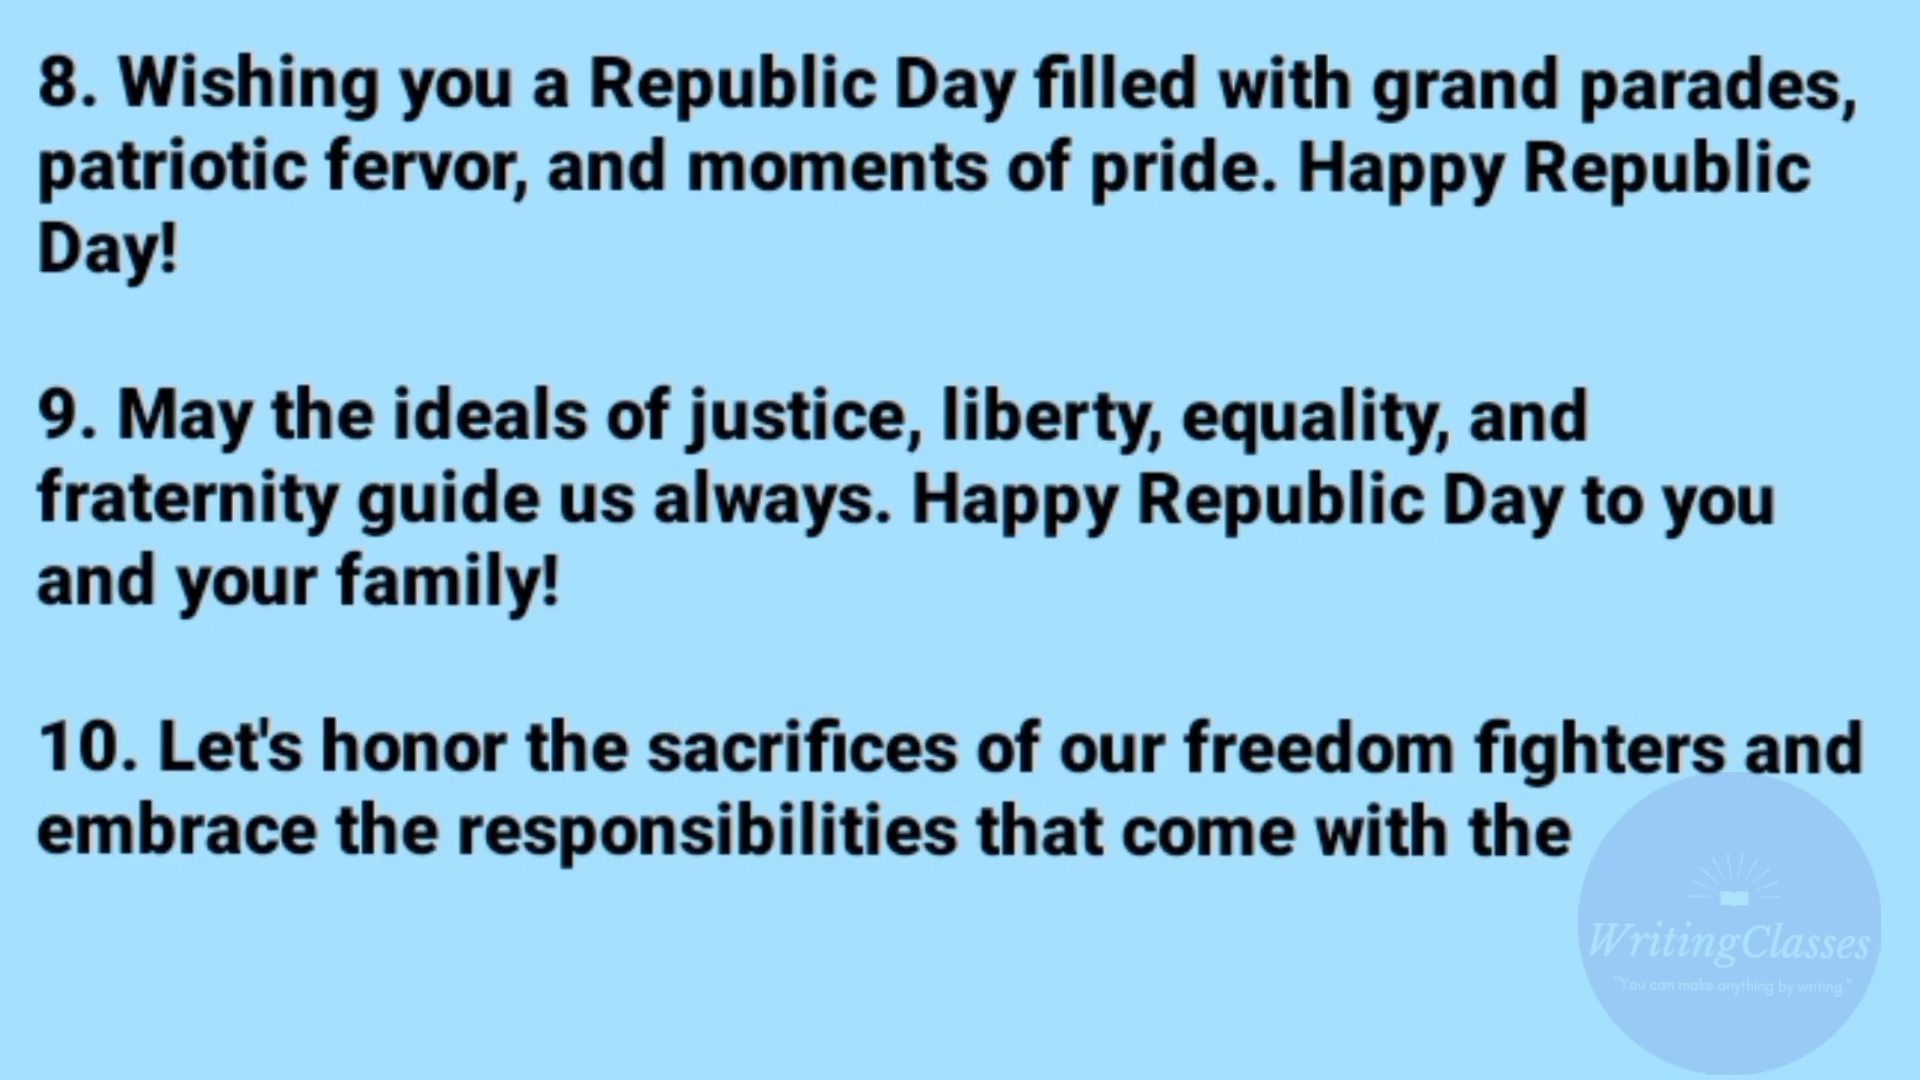 8. Wishing you a Republic Day filled with grand parades,
patriotic fervor, and moments of pride. Happy Republic
Day!
9. May the ideals of justice, liberty, equality, and
fraternity guide us always. Happy Republic Day to you
and your family!
10. Let's honor the sacrifices of our freedom fighters and
embrace the responsibilities that come with the
WritingClasses
"You can make anything by writing."